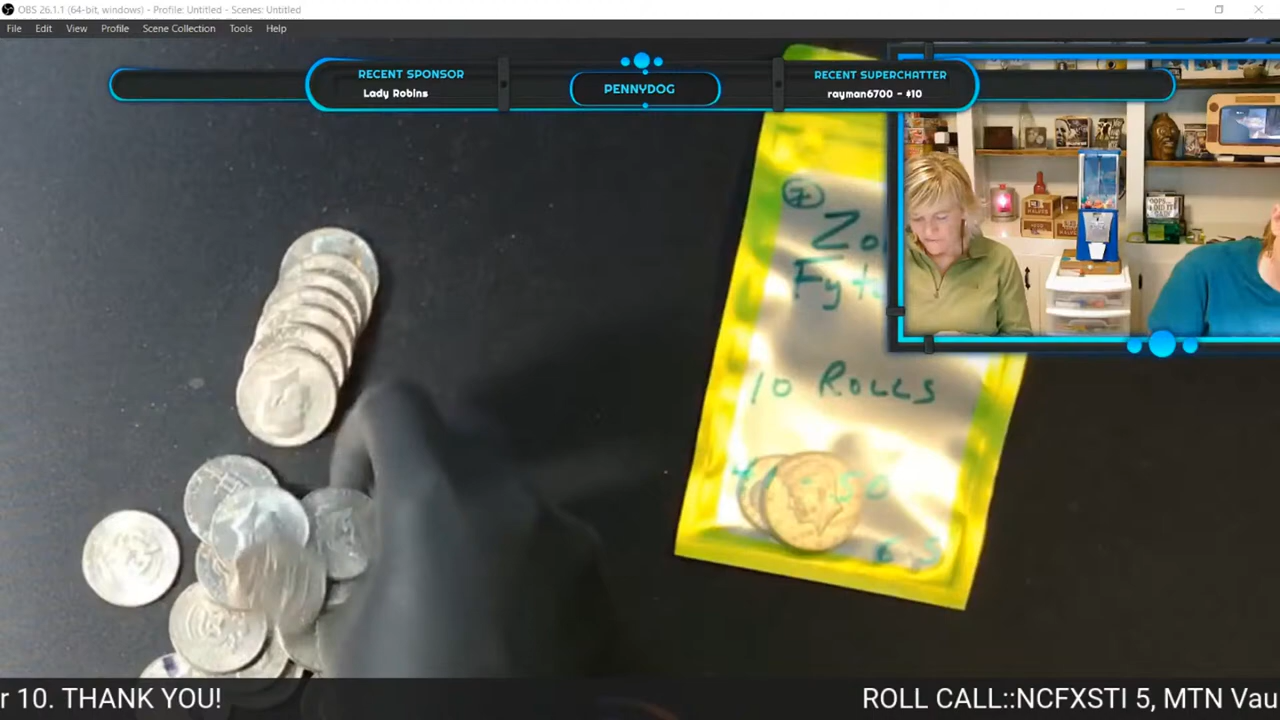 OBS 26.1.1 (64-bit, windows) - Profile: Untitled - Scenes: Untitled
File Edit View Profile Scene Collection Tools Help
RECENT SPONSOR
Lady Robins
PENNYDOG
RECENT SUPERCHATTER
rayman6700 - $10
7
10 ROLLS
r 10. THANK YOU!
ROLL CALL::NCFXSTI 5, MTN Vau